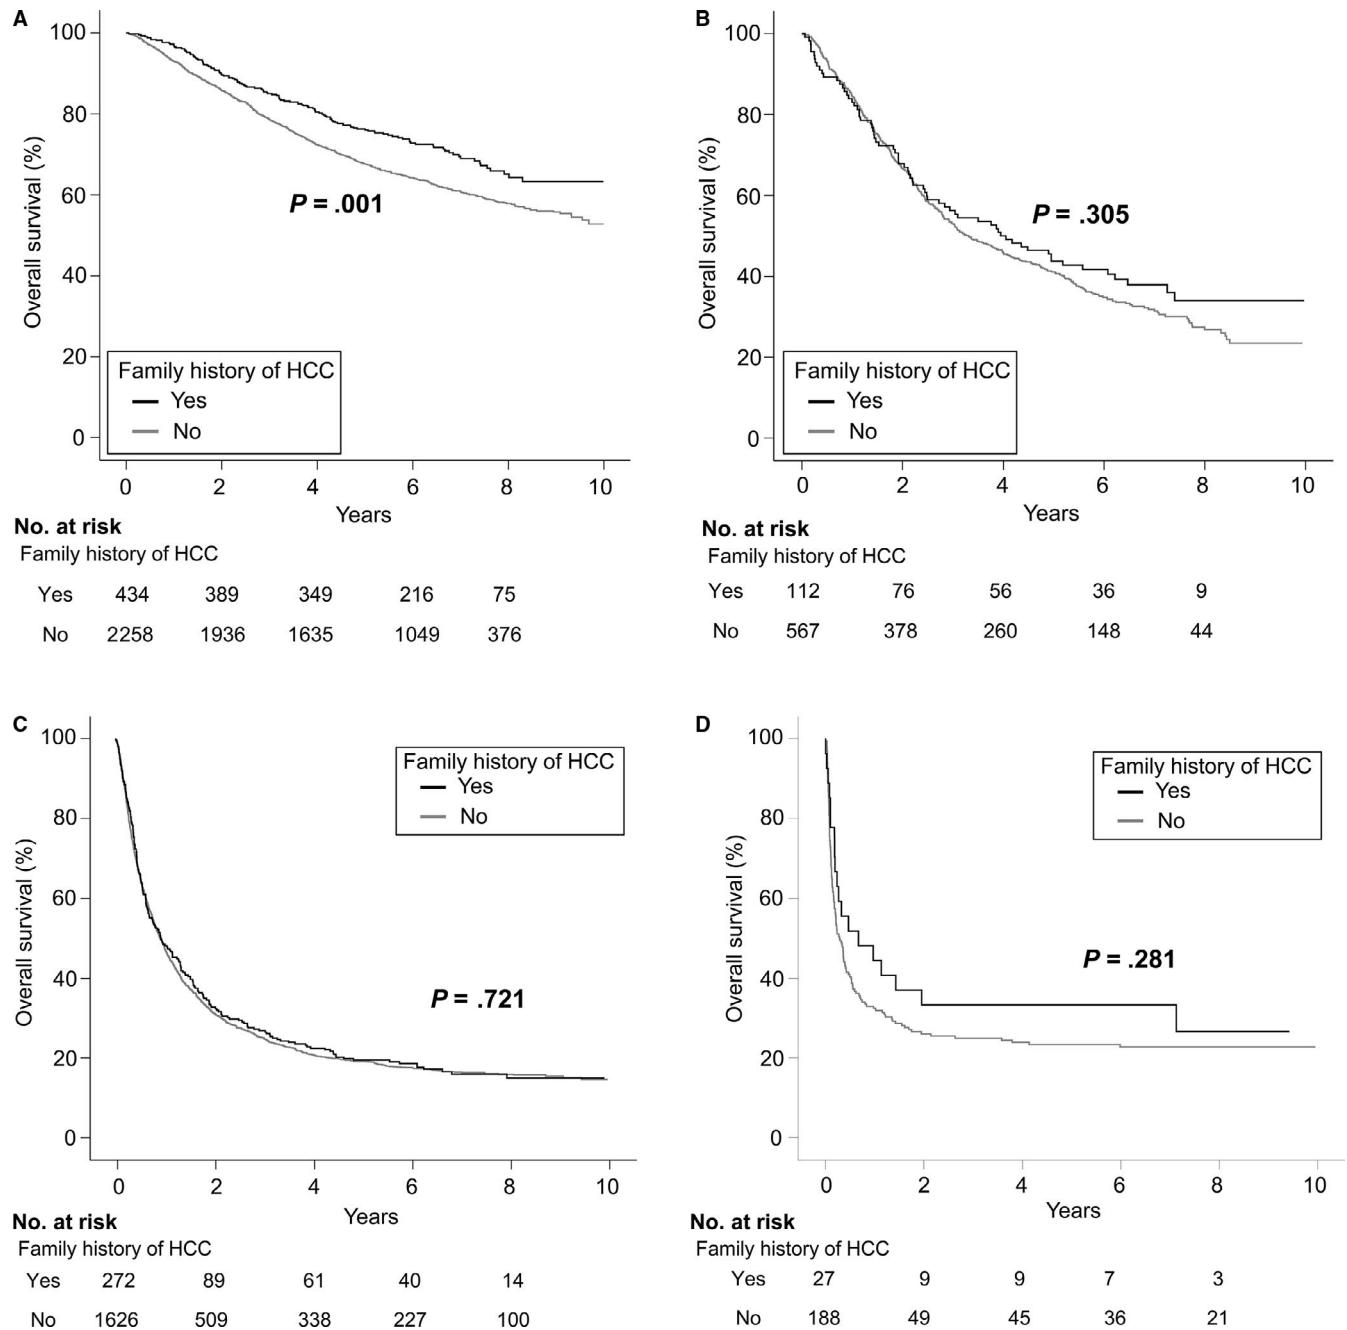 A
100
80
60
40
20
0
Overall survival (%)
P = .001
Family history of HCC
Yes
No
0 2 4 6 8 10
Years
No. at risk
Family history of HCC
Yes 434 389 349 216 75
No 2258 1936 1635 1049 376
B
100
80
60
40
20
0
Overall survival (%)
P = .305
Family history of HCC
Yes
No
0 2 4 6 8 10
Years
No. at risk
Family history of HCC
Yes 112 76 56 36 9
No 567 378 260 148 44
C
100
80
60
40
20
0
Overall survival (%)
Family history of HCC
Yes
No
P = .721
0 2 4 6 8 10
Years
No. at risk
Family history of HCC
Yes 272 89 61 40 14
No 1626 509 338 227 100
D
100
80
60
40
20
0
Overall survival (%)
Family history of HCC
Yes
No
P = .281
0 2 4 6 8 10
Years
No. at risk
Family history of HCC
Yes 27 9 9 7 3
No 188 49 45 36 21